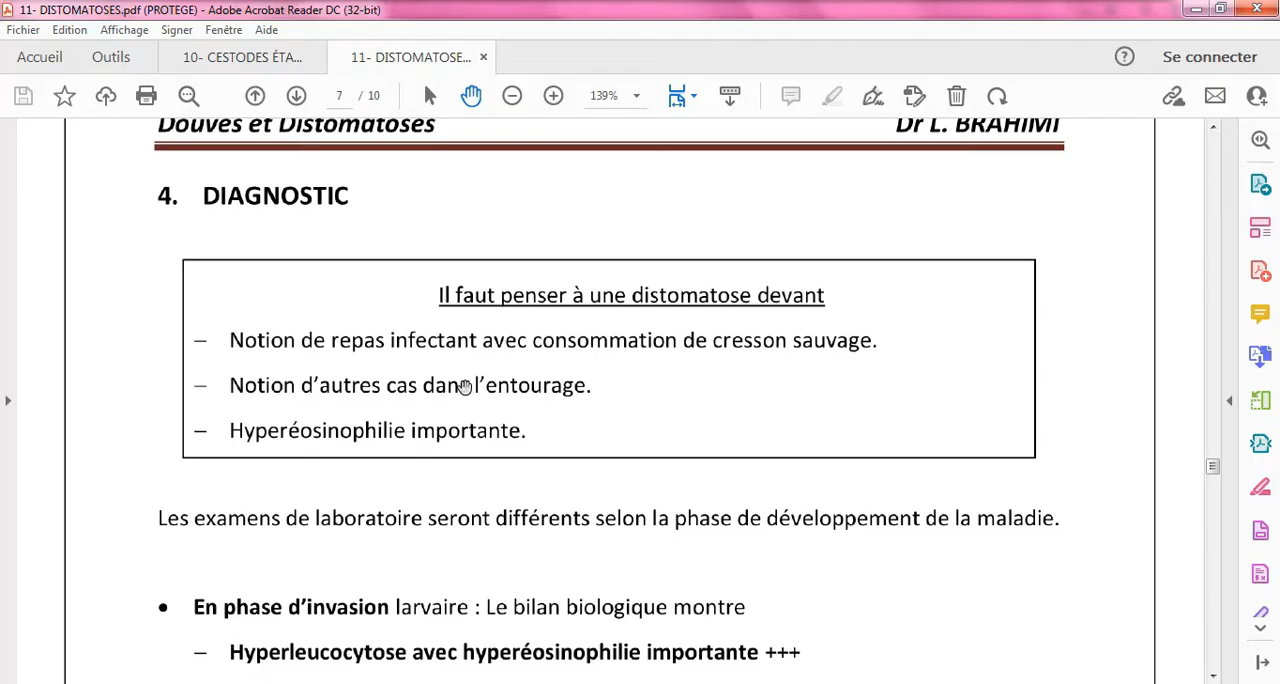 11- DISTOMATOSES.pdf (PROTEGE) - Adobe Acrobat Reader DC (32-bit)
Fichier Edition Affichage Signer Fenêtre Aide
Accueil Outils 10- CESTODES ÉTA... 11- DISTOMATOSE... × Se connecter
7 / 10 139%
Douves et Distomatoses Dr L. BRAHIMI
4. DIAGNOSTIC
Il faut penser à une distomatose devant
– Notion de repas infectant avec consommation de cresson sauvage.
– Notion d’autres cas dans l’entourage.
– Hyperéosinophilie importante.
Les examens de laboratoire seront différents selon la phase de développement de la maladie.
• En phase d’invasion larvaire : Le bilan biologique montre
– Hyperleucocytose avec hyperéosinophilie importante +++